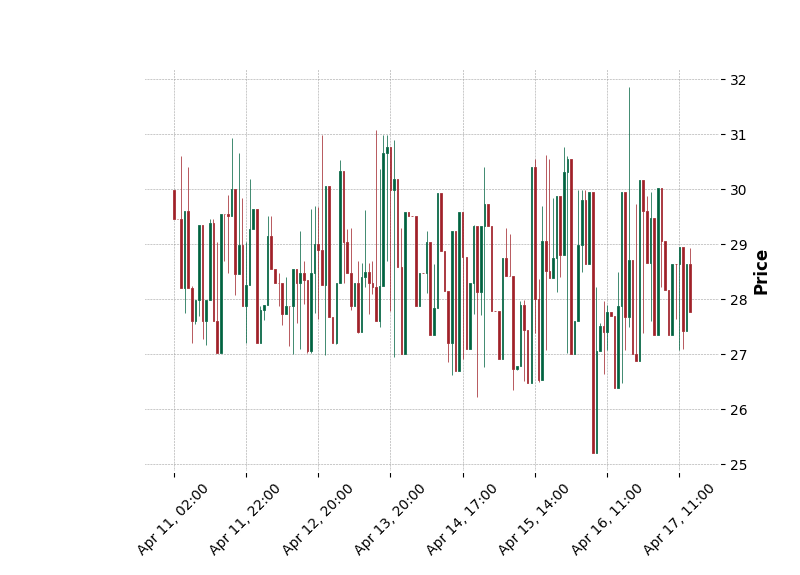 32
31
30
29
28
27
26
25
Price
Apr 11, 02:00
Apr 11, 22:00
Apr 12, 20:00
Apr 13, 20:00
Apr 14, 17:00
Apr 15, 14:00
Apr 16, 11:00
Apr 17, 11:00